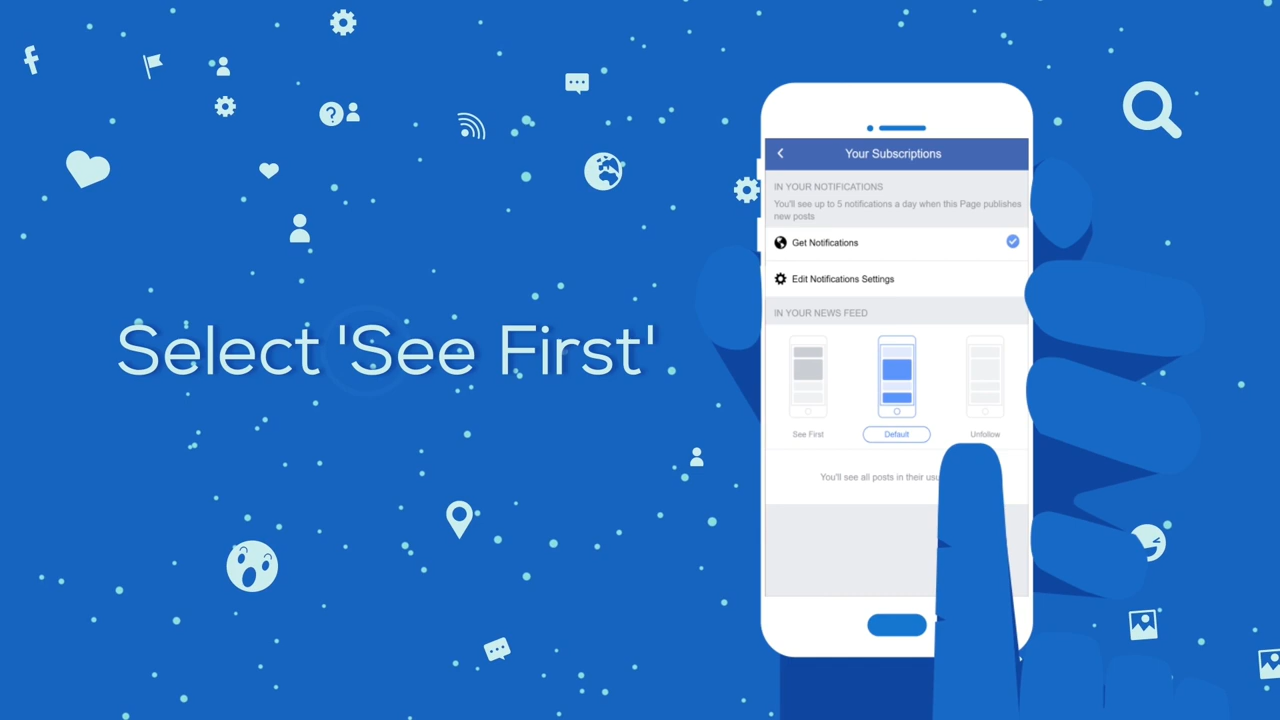 Select 'See First'
Your Subscriptions
IN YOUR NOTIFICATIONS
You'll see up to 5 notifications a day when this Page publishes
new posts
Get Notifications
Edit Notifications Settings
IN YOUR NEWS FEED
See First
Default
Unfollow
You'll see all posts in their